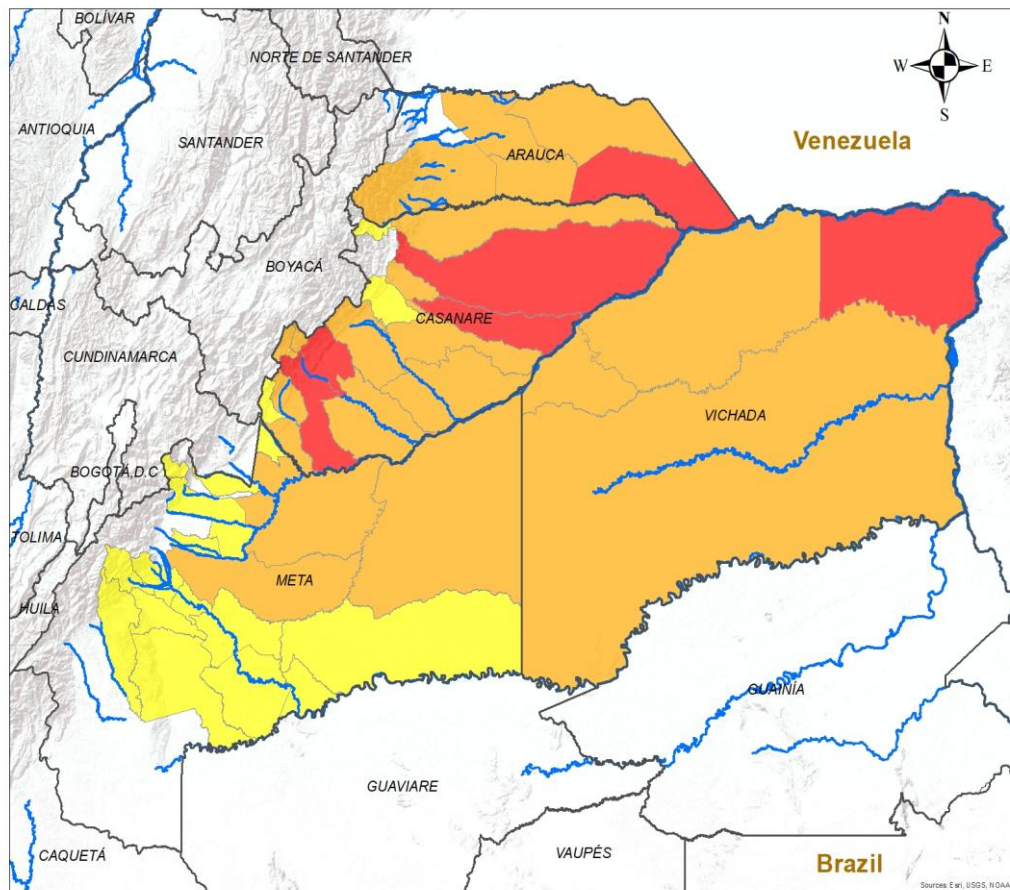 BOLÍVAR
NORTE DE SANTANDER
N
W
E
S
ANTIOQUIA
SANTANDER
ARAUCA
Venezuela
BOYACÁ
CALDAS
CASANARE
CUNDINAMARCA
VICHADA
BOGOTÁ D.C
TOLIMA
META
HUILA
GUAINÍA
GUAVIARE
CAQUETÁ
VAUPÉS
Brazil
Sources: Esri, USGS, NOAA